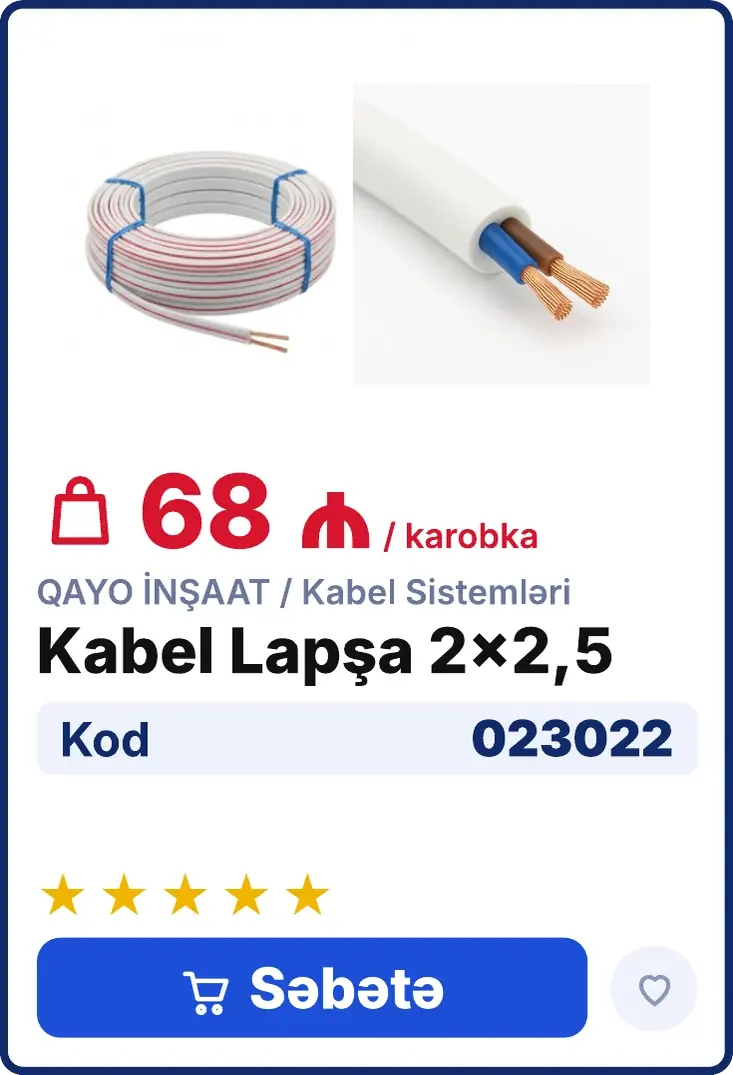 68 ₼ / karobka
QAYO İNŞAAT / Kabel Sistemləri
Kabel Lapşa 2×2,5
Kod 023022
Səbətə